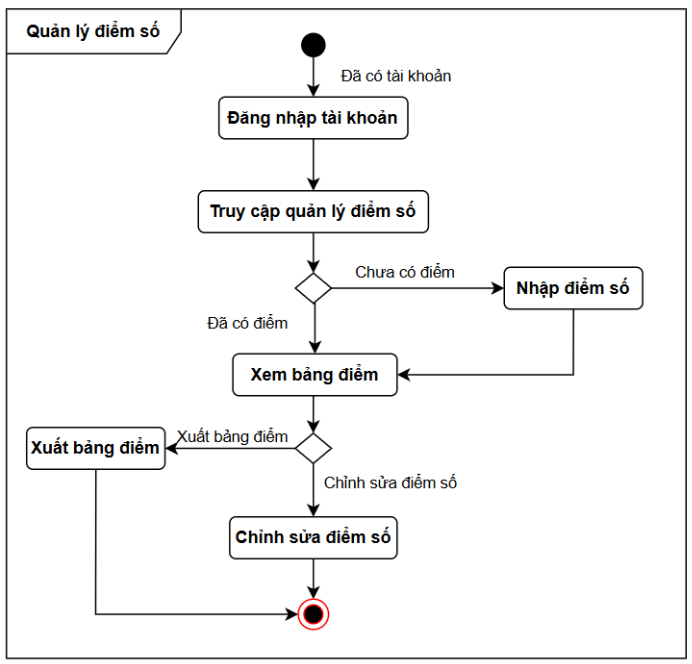 Quản lý điểm số
Đã có tài khoản
Đăng nhập tài khoản
Truy cập quản lý điểm số
Chưa có điểm
Nhập điểm số
Đã có điểm
Xem bảng điểm
Xuất bảng điểm
Xuất bảng điểm
Chỉnh sửa điểm số
Chỉnh sửa điểm số